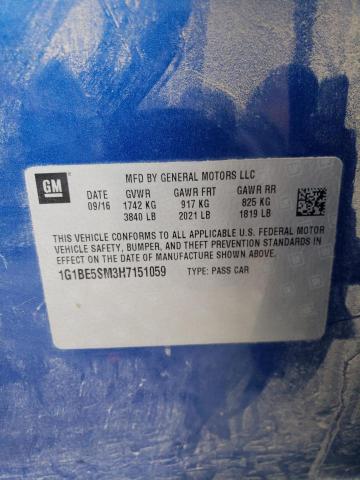 GM
MFD BY GENERAL MOTORS LLC
DATE GVWR GAWR FRT GAWR RR
09/16 1742 KG 917 KG 825 KG
3840 LB 2021 LB 1819 LB
THIS VEHICLE CONFORMS TO ALL APPLICABLE U.S. FEDERAL MOTOR
VEHICLE SAFETY, BUMPER, AND THEFT PREVENTION STANDARDS IN
EFFECT ON THE DATE OF MANUFACTURE SHOWN ABOVE.
1G1BE5SM3H7151059 TYPE: PASS CAR